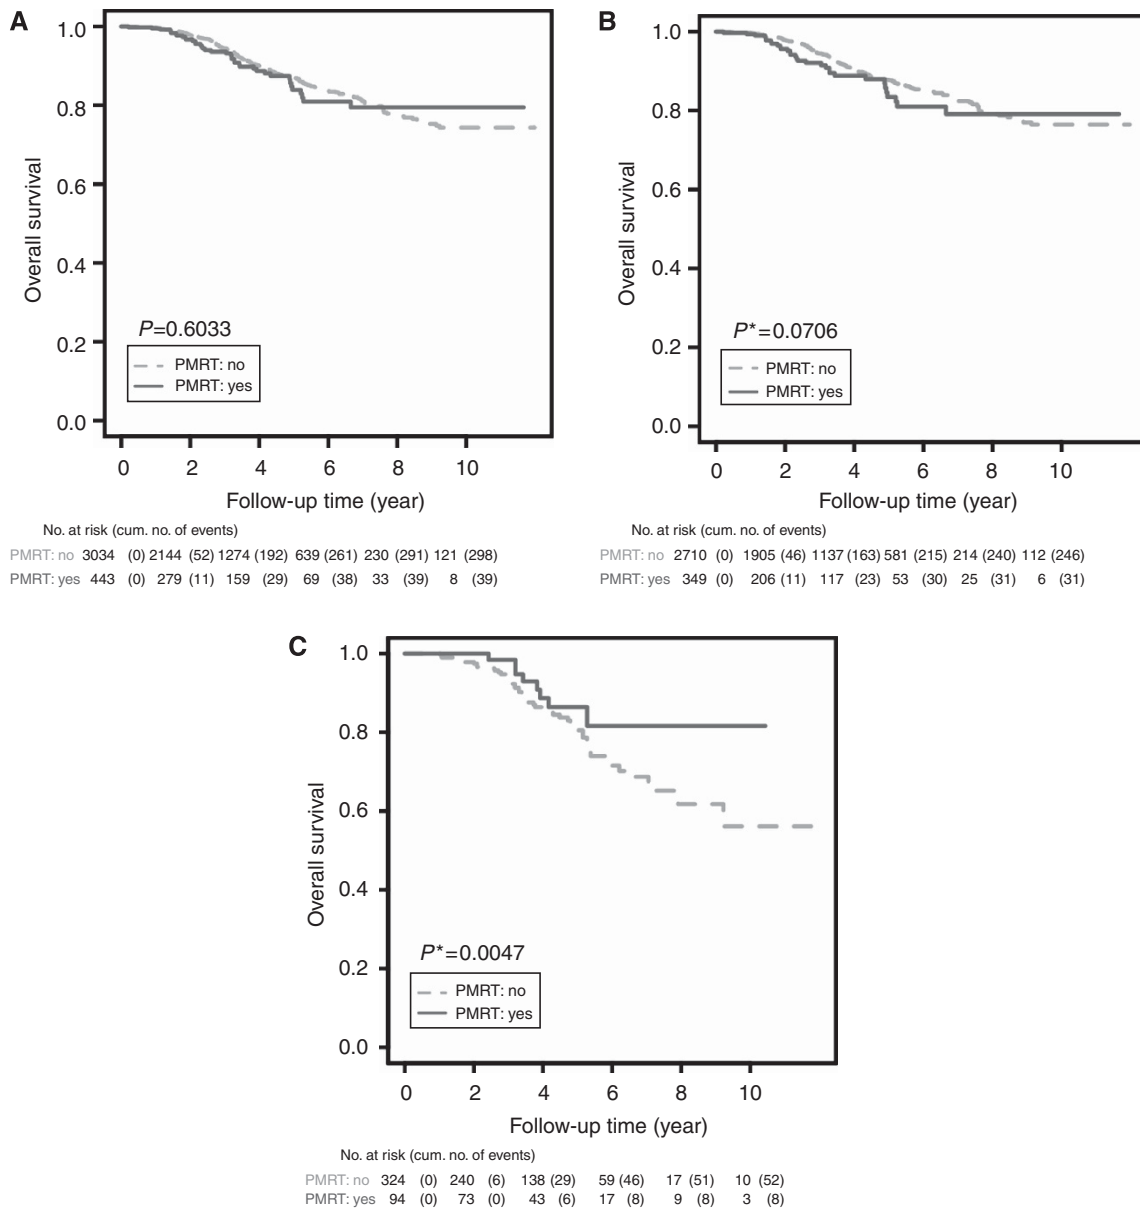 A
1.0
0.8
0.6
0.4
0.2
0.0
Overall survival
P=0.6033
PMRT: no
PMRT: yes
0 2 4 6 8 10
Follow-up time (year)
No. at risk (cum. no. of events)
PMRT: no 3034 (0) 2144 (52) 1274 (192) 639 (261) 230 (291) 121 (298)
PMRT: yes 443 (0) 279 (11) 159 (29) 69 (38) 33 (39) 8 (39)
B
1.0
0.8
0.6
0.4
0.2
0.0
Overall survival
P*=0.0706
PMRT: no
PMRT: yes
0 2 4 6 8 10
Follow-up time (year)
No. at risk (cum. no. of events)
PMRT: no 2710 (0) 1905 (46) 1137 (163) 581 (215) 214 (240) 112 (246)
PMRT: yes 349 (0) 206 (11) 117 (23) 53 (30) 25 (31) 6 (31)
C
1.0
0.8
0.6
0.4
0.2
0.0
Overall survival
P*=0.0047
PMRT: no
PMRT: yes
0 2 4 6 8 10
Follow-up time (year)
No. at risk (cum. no. of events)
PMRT: no 324 (0) 240 (6) 138 (29) 59 (46) 17 (51) 10 (52)
PMRT: yes 94 (0) 73 (0) 43 (6) 17 (8) 9 (8) 3 (8)